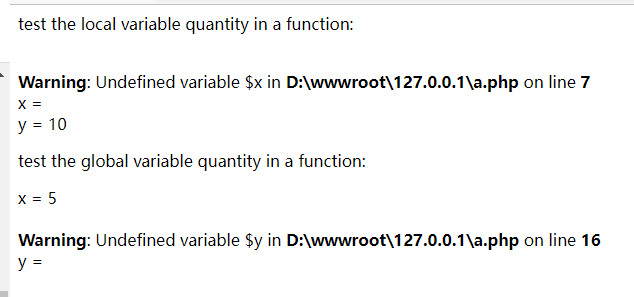 test the local variable quantity in a function:
Warning: Undefined variable $x in D:\wwwroot\127.0.0.1\a.php on line 7
x =
y = 10
test the global variable quantity in a function:
x = 5
Warning: Undefined variable $y in D:\wwwroot\127.0.0.1\a.php on line 16
y =